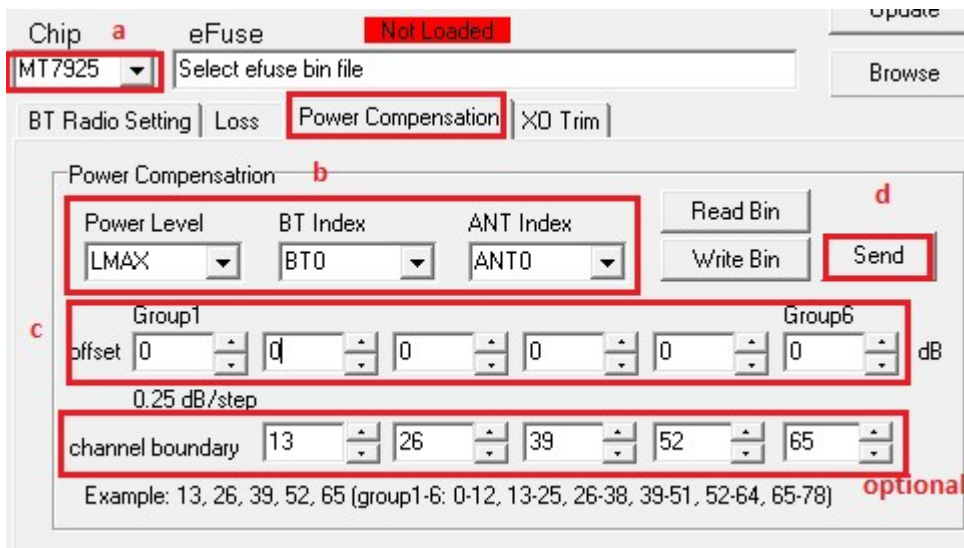 Update
Chip a eFuse Not Loaded
MT7925 Select efuse bin file Browse
BT Radio Setting Loss Power Compensation XO Trim
Power Compensatrion b
Power Level BT Index ANT Index Read Bin d
LMAX BT0 ANT0 Write Bin Send
c Group1 Group6
offset 0 0 0 0 0 0 dB
0.25 dB/step
channel boundary 13 26 39 52 65
Example: 13, 26, 39, 52, 65 (group1-6: 0-12, 13-25, 26-38, 39-51, 52-64, 65-78) optional